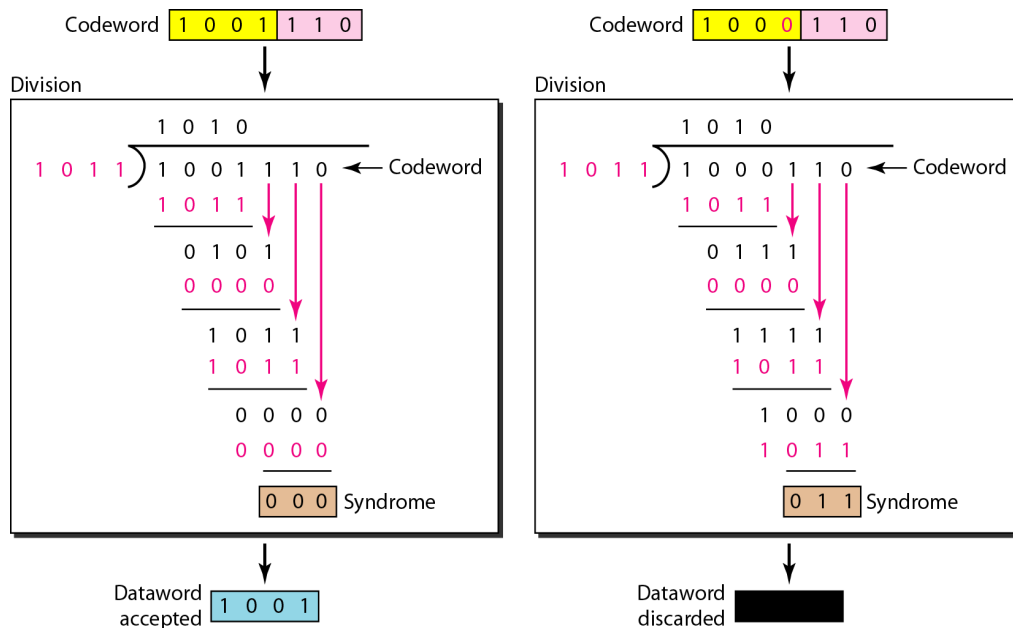 Codeword 1 0 0 1 1 1 0
Division
1 0 1 0
1 0 1 1 1 0 0 1 1 1 0 Codeword
1 0 1 1
0 1 0 1
0 0 0 0
1 0 1 1
1 0 1 1
0 0 0 0
0 0 0 0
0 0 0 Syndrome
Dataword
accepted
1 0 0 1
Codeword 1 0 0 0 1 1 0
Division
1 0 1 0
1 0 1 1 1 0 0 0 1 1 0 Codeword
1 0 1 1
0 1 1 1
0 0 0 0
1 1 1 1
1 0 1 1
1 0 0 0
1 0 1 1
0 1 1 Syndrome
Dataword
discarded